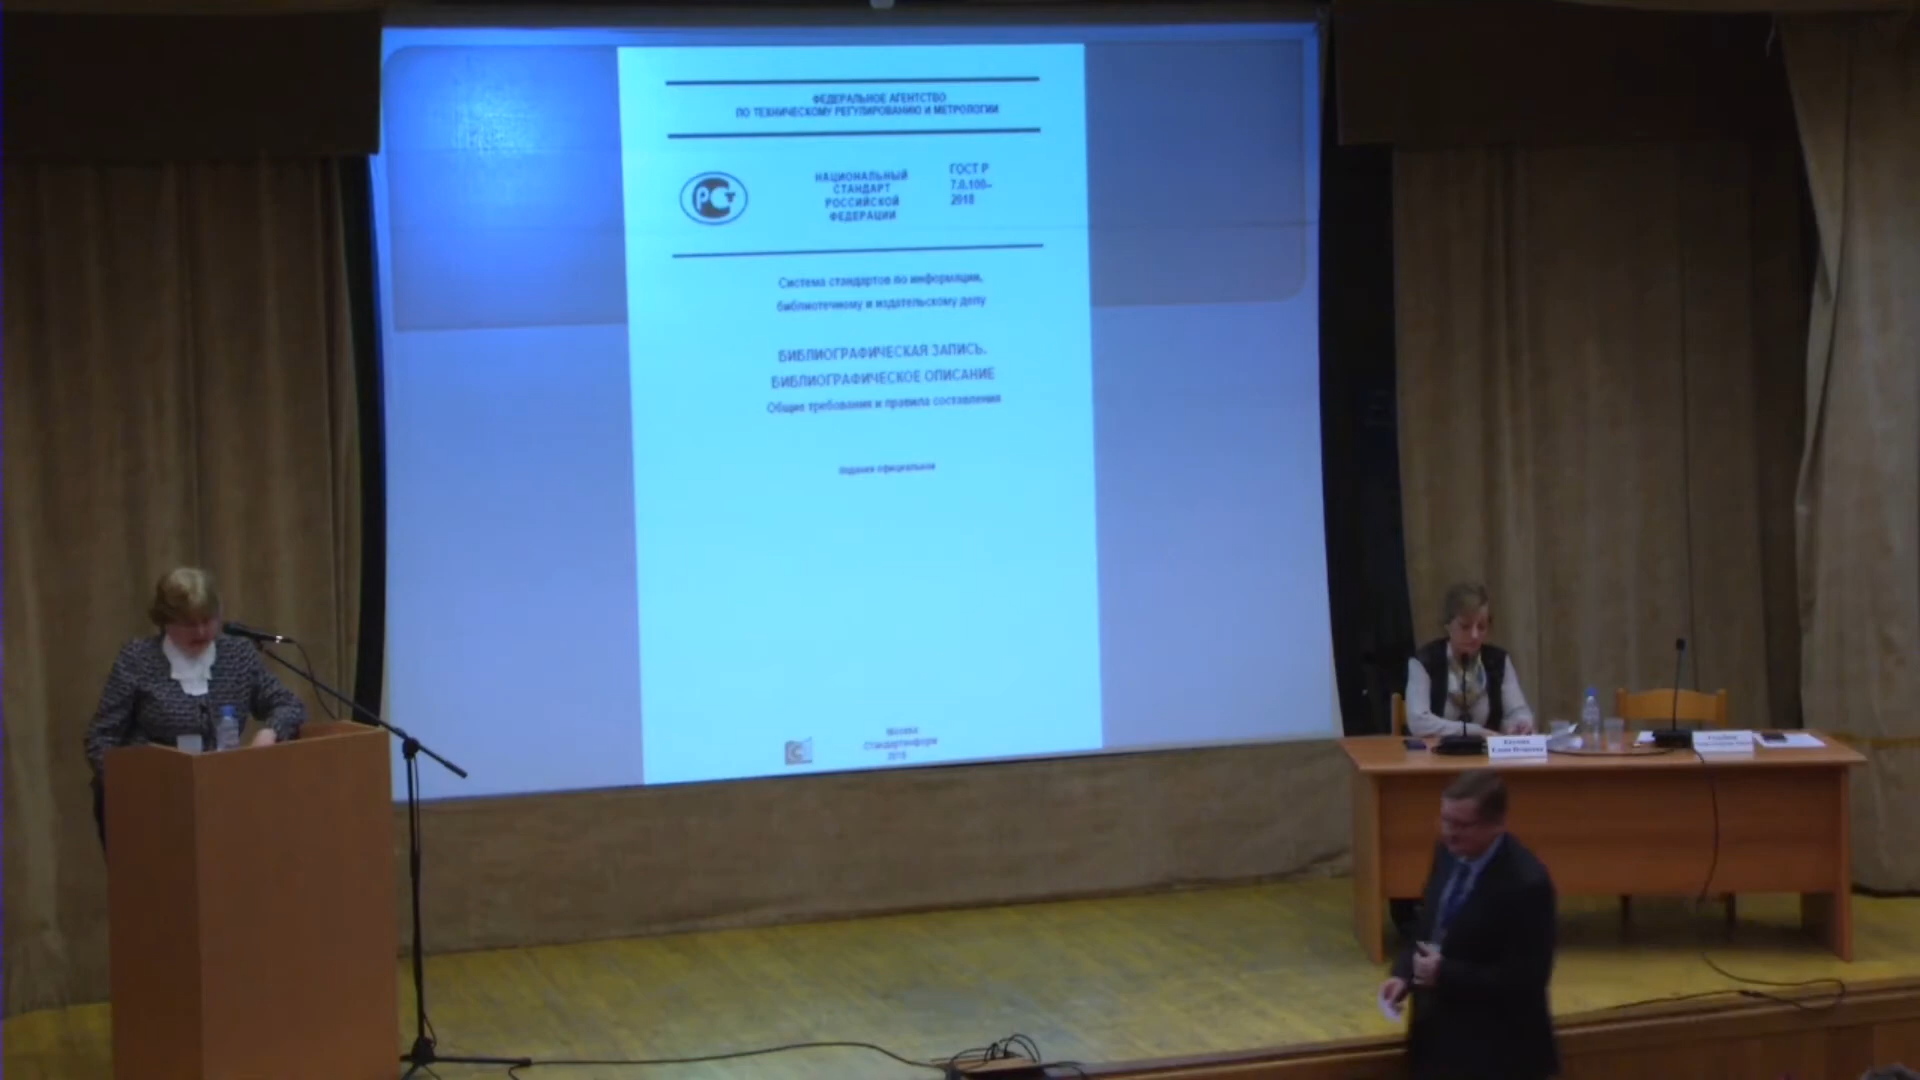 ФЕДЕРАЛЬНОЕ АГЕНТСТВО
ПО ТЕХНИЧЕСКОМУ РЕГУЛИРОВАНИЮ И МЕТРОЛОГИИ
РСТ
НАЦИОНАЛЬНЫЙ
СТАНДАРТ
РОССИЙСКОЙ
ФЕДЕРАЦИИ
ГОСТ Р
7.0.100–
2018
Система стандартов по информации,
библиотечному и издательскому делу
БИБЛИОГРАФИЧЕСКАЯ ЗАПИСЬ.
БИБЛИОГРАФИЧЕСКОЕ ОПИСАНИЕ
Общие требования и правила составления
Издание официальное
Москва
Стандартинформ
2018